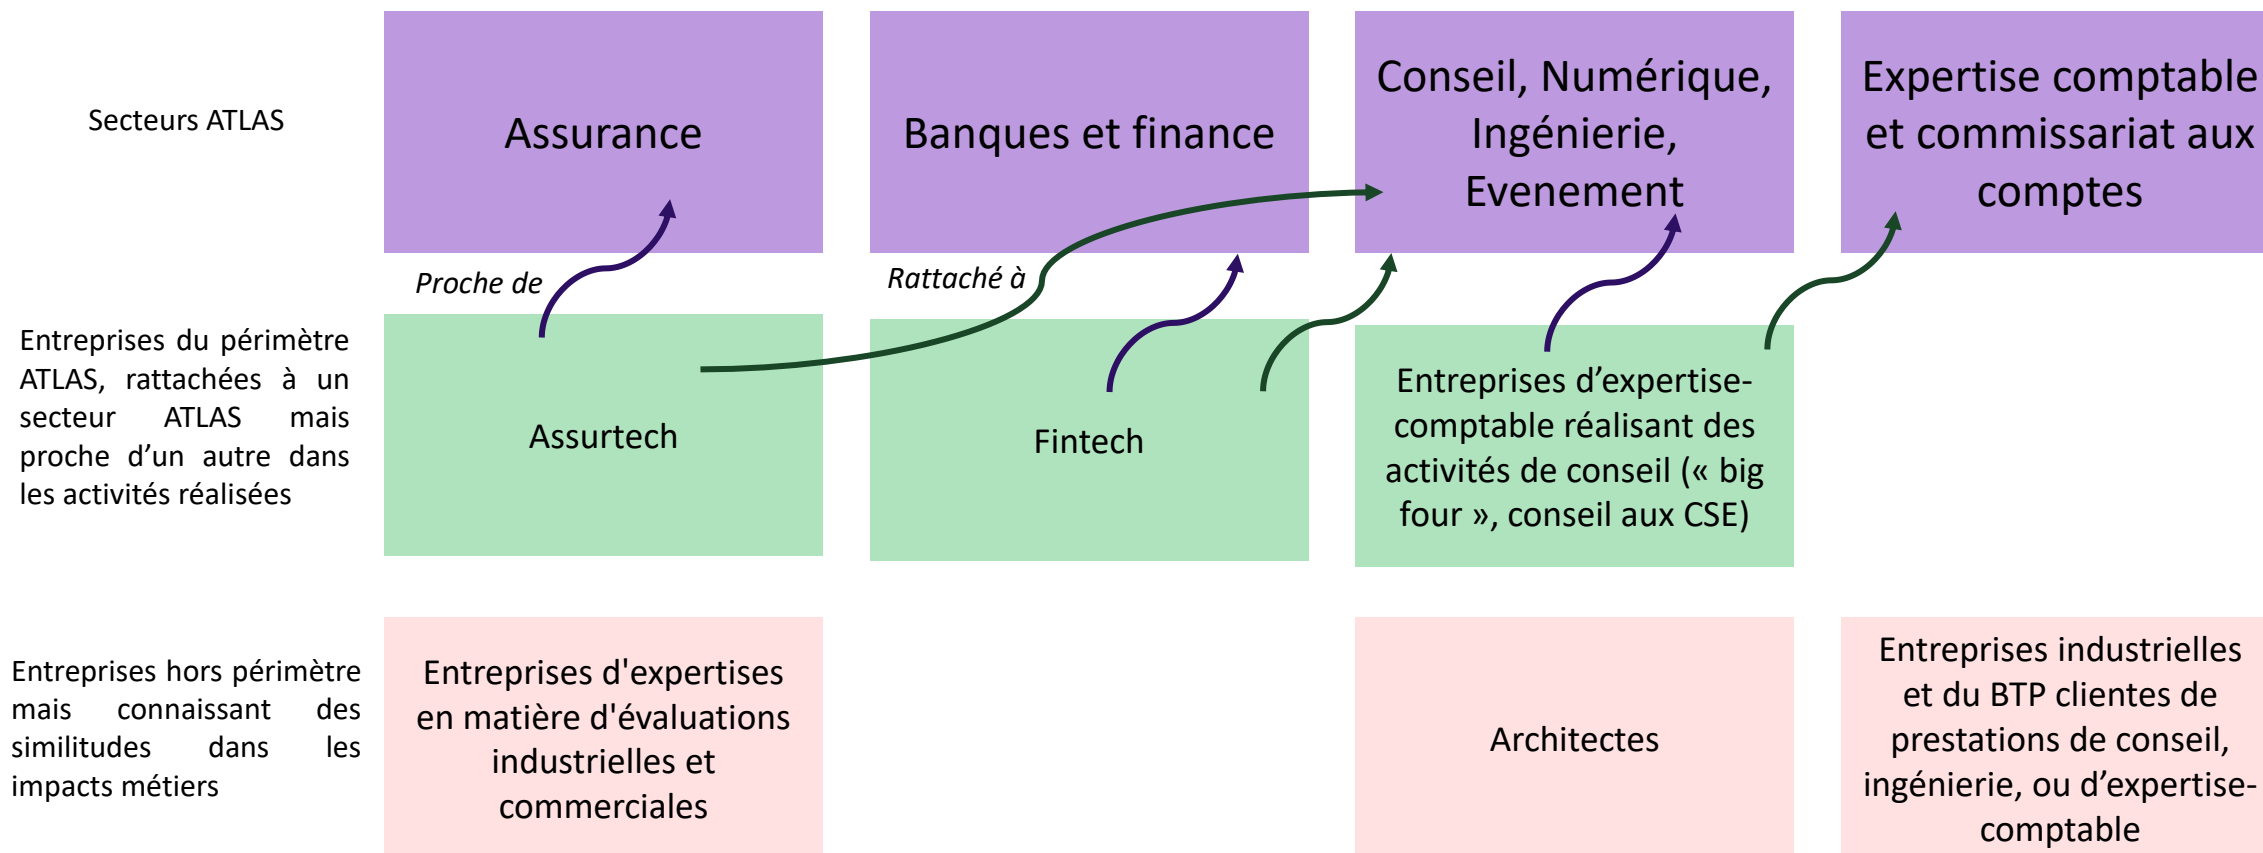 Secteurs ATLAS
Assurance
Banques et finance
Conseil, Numérique,
Ingénierie,
Evenement
Expertise comptable
et commissariat aux
comptes
Proche de
Rattaché à
Entreprises du périmètre
ATLAS, rattachées à un
secteur ATLAS mais
proche d’un autre dans
les activités réalisées
Assurtech
Fintech
Entreprises d’expertise-
comptable réalisant des
activités de conseil (« big
four », conseil aux CSE)
Entreprises hors périmètre
mais connaissant des
similitudes dans les
impacts métiers
Entreprises d'expertises
en matière d'évaluations
industrielles et
commerciales
Architectes
Entreprises industrielles
et du BTP clientes de
prestations de conseil,
ingénierie, ou d’expertise-
comptable